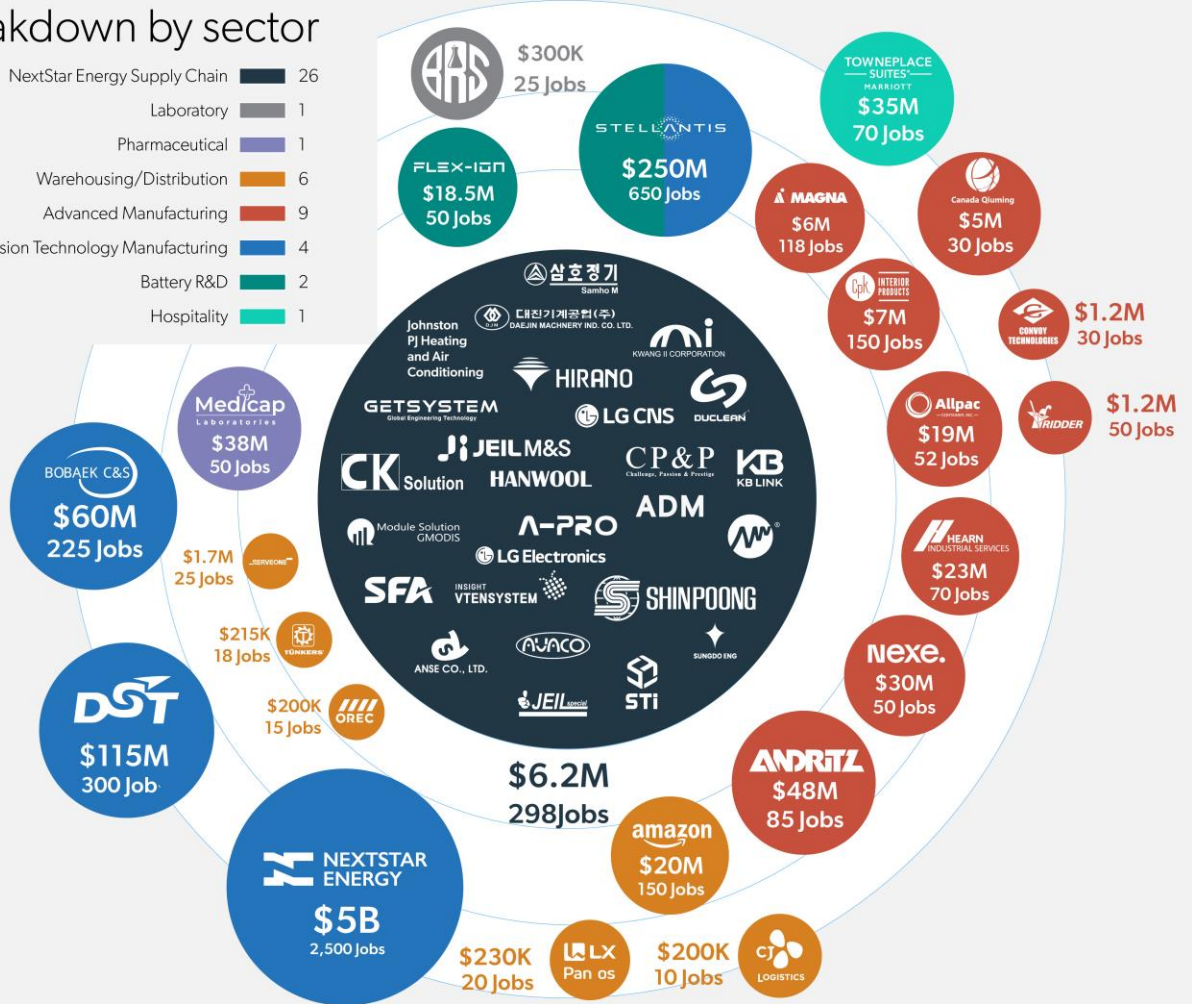 akdown by sector
NextStar Energy Supply Chain 26
Laboratory 1
Pharmaceutical 1
Warehousing/Distribution 6
Advanced Manufacturing 9
sion Technology Manufacturing 4
Battery R&D 2
Hospitality 1
BRS
$300K
25 Jobs
FLEX-ION
$18.5M
50 Jobs
STELLANTIS
$250M
650 Jobs
TOWNEPLACE
SUITES®
MARRIOTT
$35M
70 Jobs
MAGNA
$6M
118 Jobs
Canada Qiuming
$5M
30 Jobs
Cpk INTERIOR
PRODUCTS
$7M
150 Jobs
CONVOY
TECHNOLOGIES
$1.2M
30 Jobs
Allpac
$19M
52 Jobs
RIDDER
$1.2M
50 Jobs
HEARN
INDUSTRIAL SERVICES
$23M
70 Jobs
Nexe.
$30M
50 Jobs
ANDRITZ
$48M
85 Jobs
amazon
$20M
150 Jobs
CJ
LOGISTICS
$200K
10 Jobs
LX
Pan os
$230K
20 Jobs
NEXTSTAR
ENERGY
$5B
2,500 Jobs
DST
$115M
300 Job
BOBAEK C&S
$60M
225 Jobs
Medicap
Laboratories
$38M
50 Jobs
SERVEONE
$1.7M
25 Jobs
TÜNKERS
$215K
18 Jobs
OREC
$200K
15 Jobs
삼호정기
Samho M
DJM 대진기계공업(주)
DAEJIN MACHINERY IND. CO. LTD.
Johnston
PJ Heating
and Air
Conditioning
KWANG II CORPORATION
HIRANO
DUCLEAN
GETSYSTEM
Global Engineering Technology
LG CNS
JEIL M&S
CP&P
Challenge, Passion & Prestige
KB
KB LINK
CK Solution
HANWOOL
ADM
Module Solution
GMODIS
A-PRO
LG Electronics
SFA
INSIGHT
VTENSYSTEM
SHINPOONG
ANSE CO., LTD.
AVACO
SUNGDO ENG
JEIL special
STi
$6.2M
298Jobs